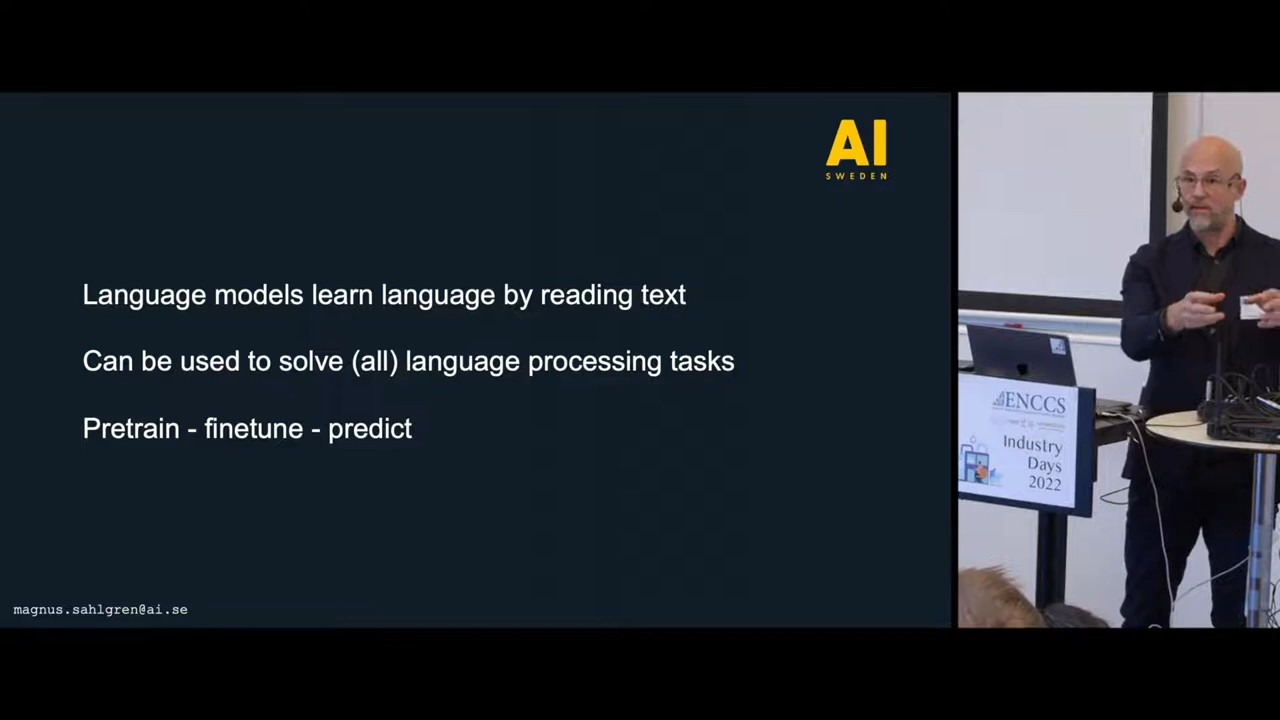 AI
SWEDEN
Language models learn language by reading text
Can be used to solve (all) language processing tasks
Pretrain - finetune - predict
magnus.sahlgren@ai.se
ENCCS
Industry
Days
2022